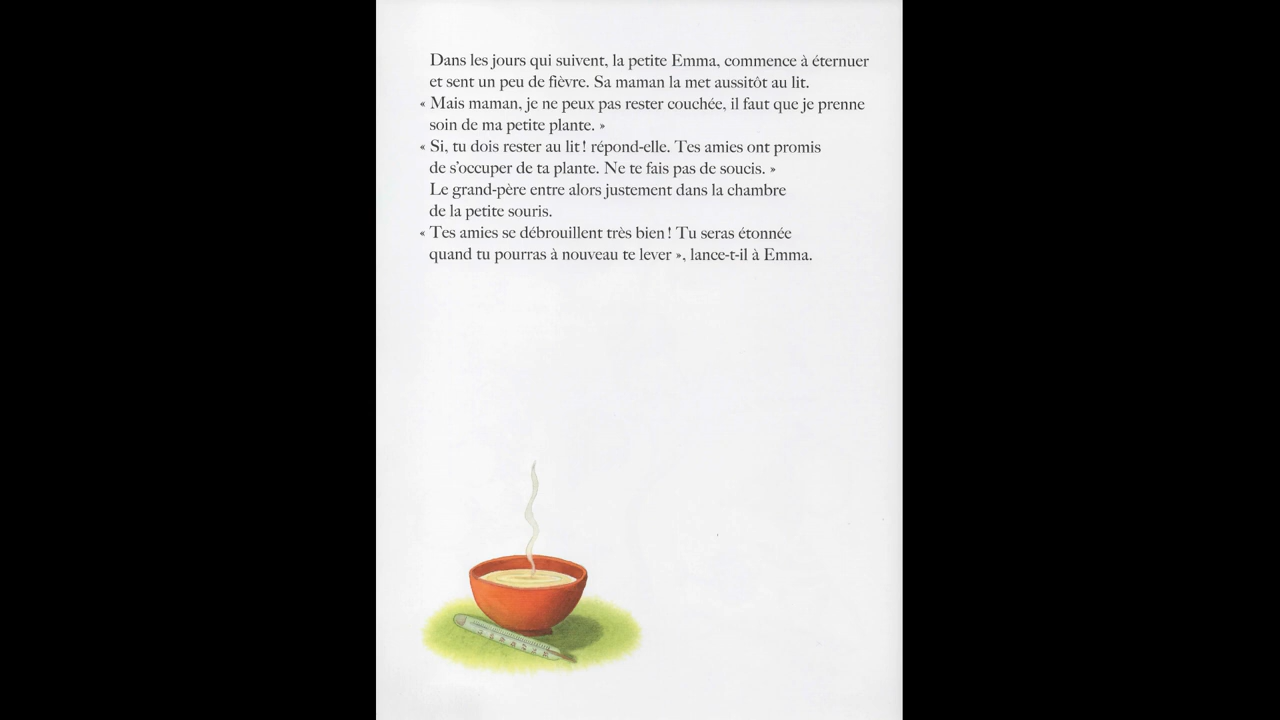 Dans les jours qui suivent, la petite Emma, commence à éternuer
et sent un peu de fièvre. Sa maman la met aussitôt au lit.
« Mais maman, je ne peux pas rester couchée, il faut que je prenne
soin de ma petite plante. »
« Si, tu dois rester au lit ! répond-elle. Tes amies ont promis
de s'occuper de ta plante. Ne te fais pas de soucis. »
Le grand-père entre alors justement dans la chambre
de la petite souris.
« Tes amies se débrouillent très bien ! Tu seras étonnée
quand tu pourras à nouveau te lever », lance-t-il à Emma.